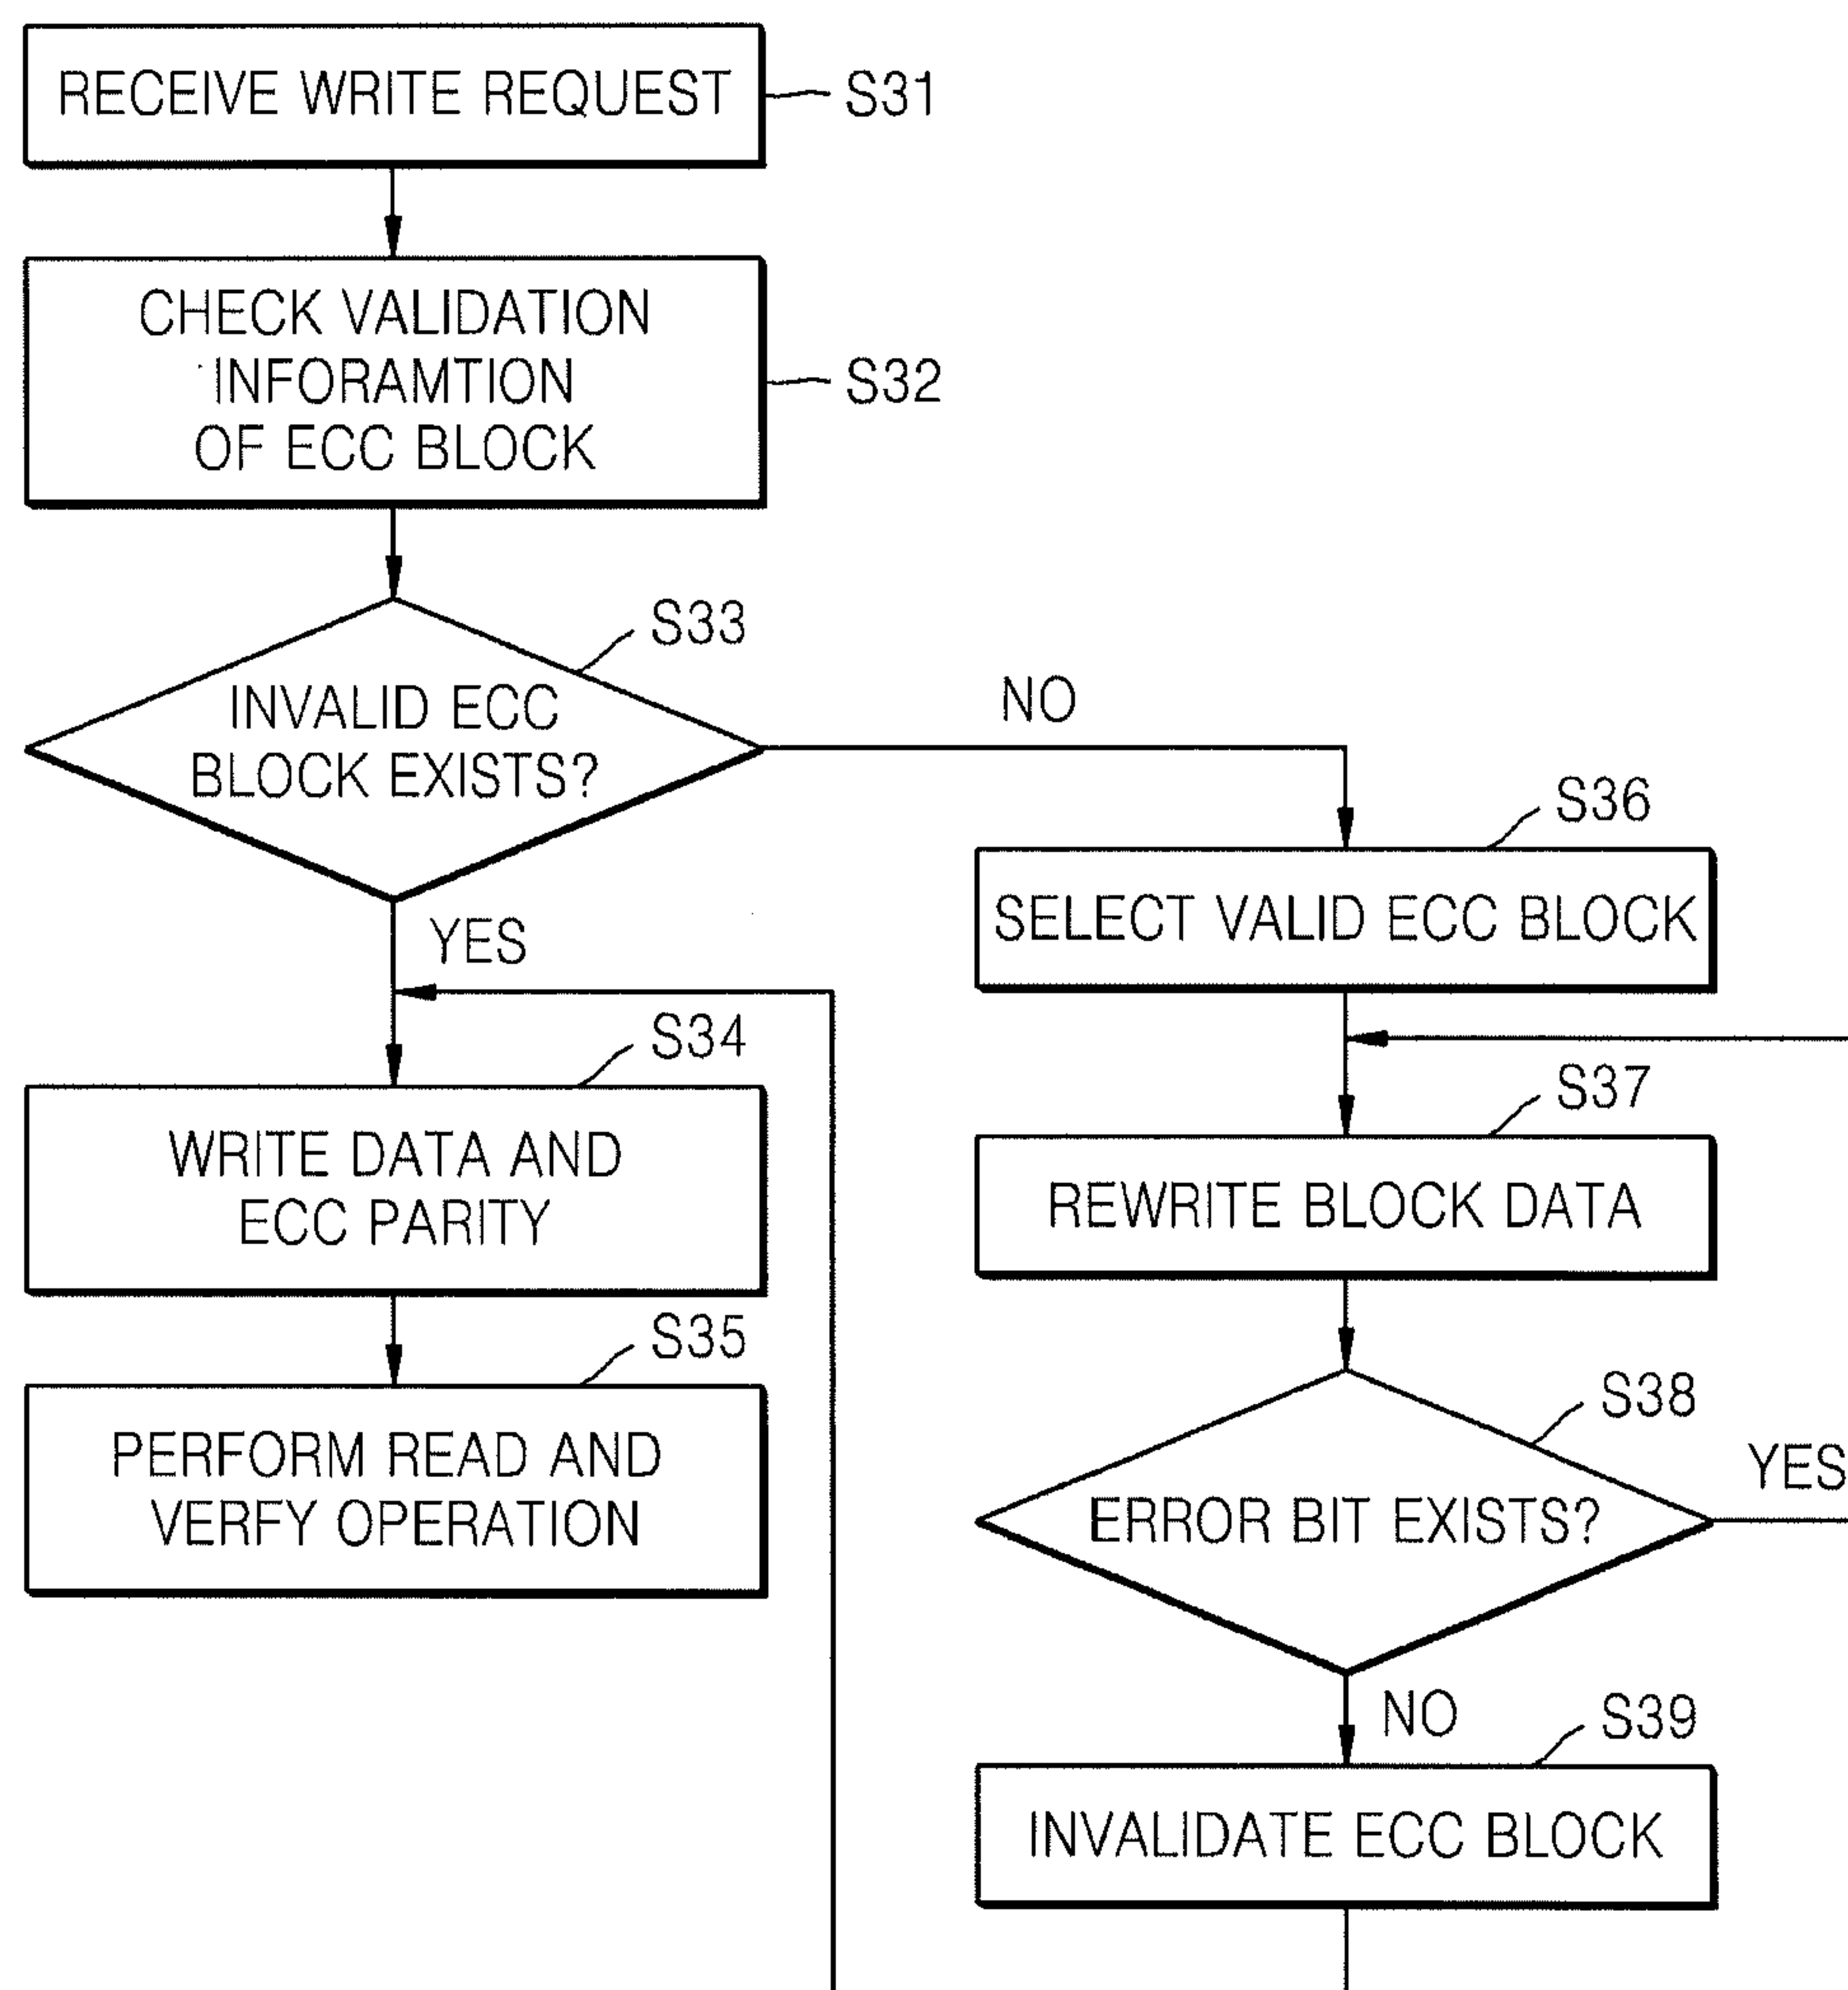 RECEIVE WRITE REQUEST
S31
CHECK VALIDATION
INFORAMTION
OF ECC BLOCK
S32
S33
INVALID ECC
BLOCK EXISTS?
NO
YES
S34
WRITE DATA AND
ECC PARITY
S35
PERFORM READ AND
VERFY OPERATION
S36
SELECT VALID ECC BLOCK
S37
REWRITE BLOCK DATA
S38
ERROR BIT EXISTS?
YES
NO
S39
INVALIDATE ECC BLOCK